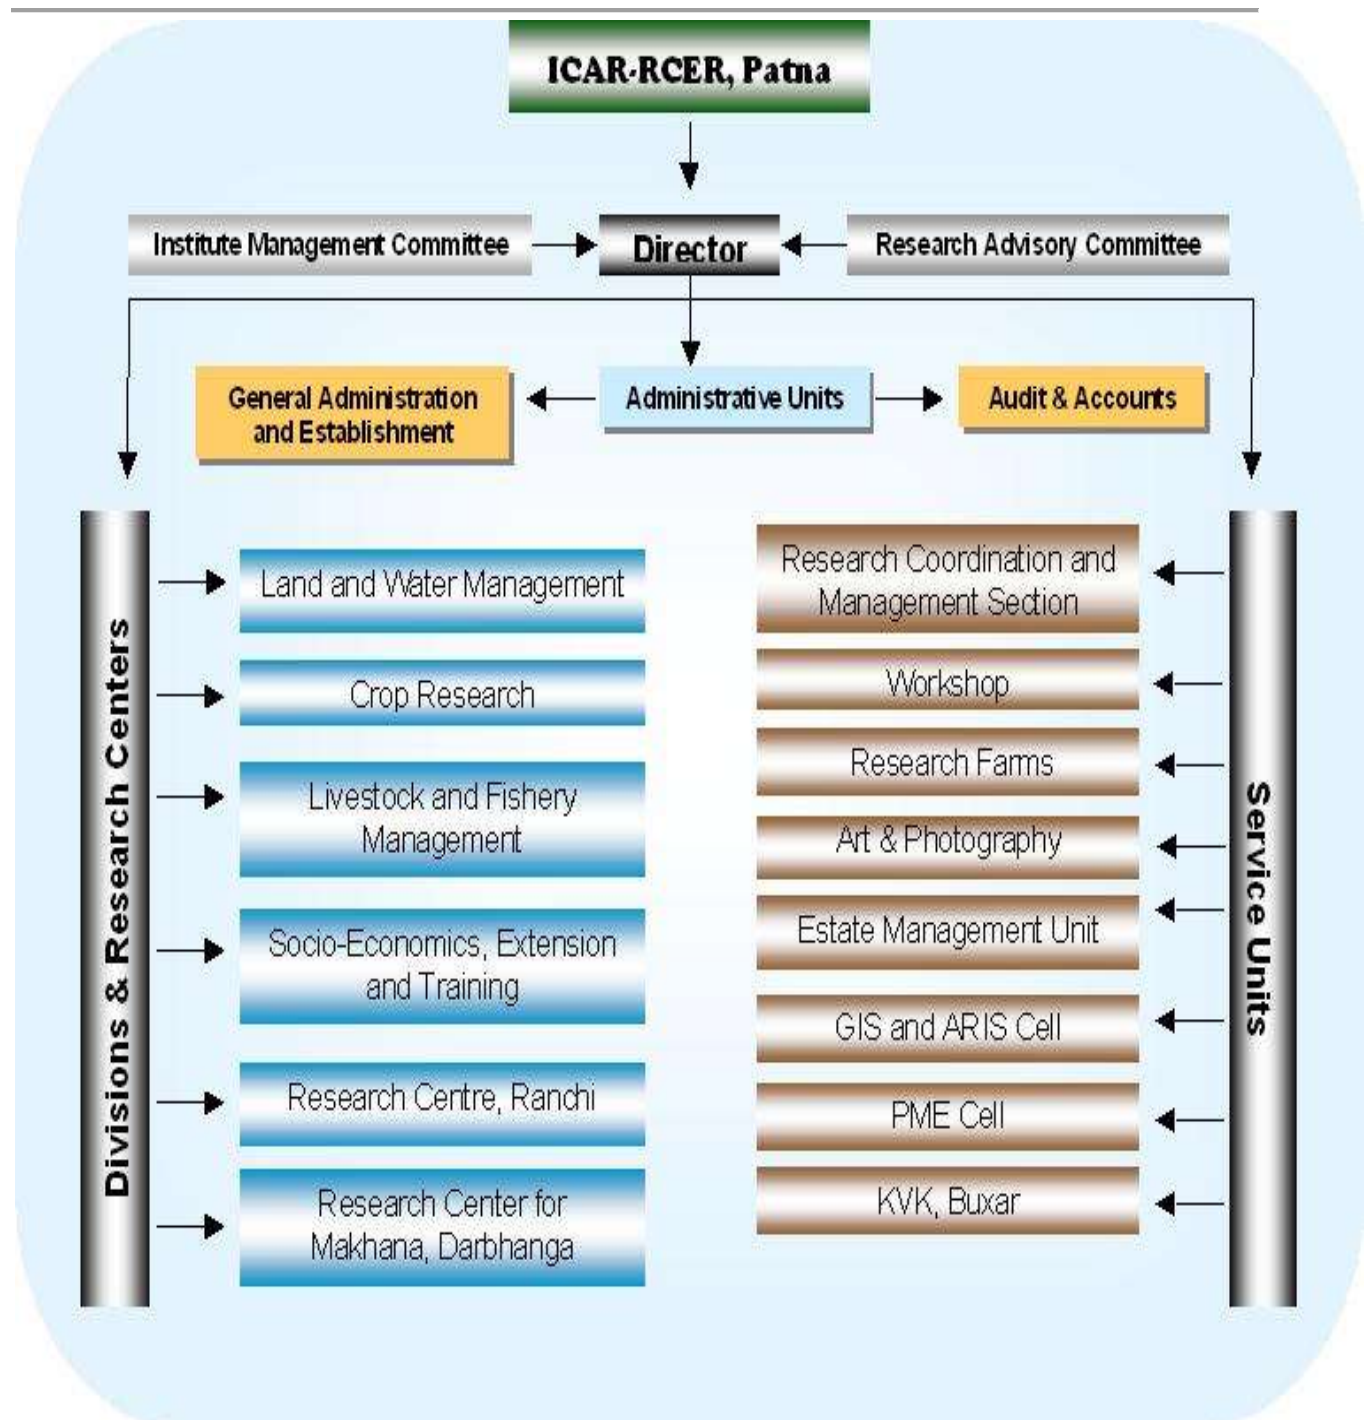 ICAR-RCER, Patna
Institute Management Committee
Director
Research Advisory Committee
General Administration
and Establishment
Administrative Units
Audit & Accounts
Divisions & Research Centers
Land and Water Management
Crop Research
Livestock and Fishery
Management
Socio-Economics, Extension
and Training
Research Centre, Ranchi
Research Center for
Makhana, Darbhanga
Research Coordination and
Management Section
Workshop
Research Farms
Art & Photography
Estate Management Unit
GIS and ARIS Cell
PME Cell
KVK, Buxar
Service Units